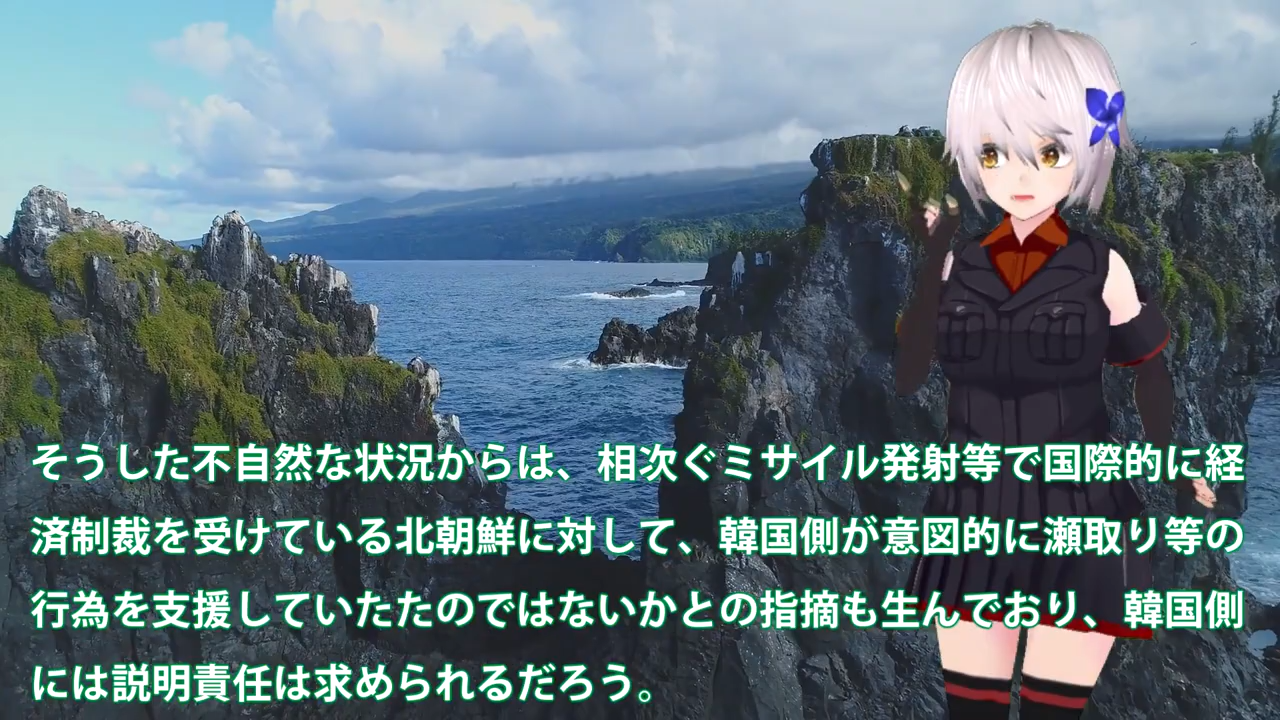 そうした不自然な状況からは、相次ぐミサイル発射等で国際的に経
済制裁を受けている北朝鮮に対して、韓国側が意図的に瀬取り等の
行為を支援していたたのではないかとの指摘も生んでおり、韓国側
には説明責任は求められるだろう。